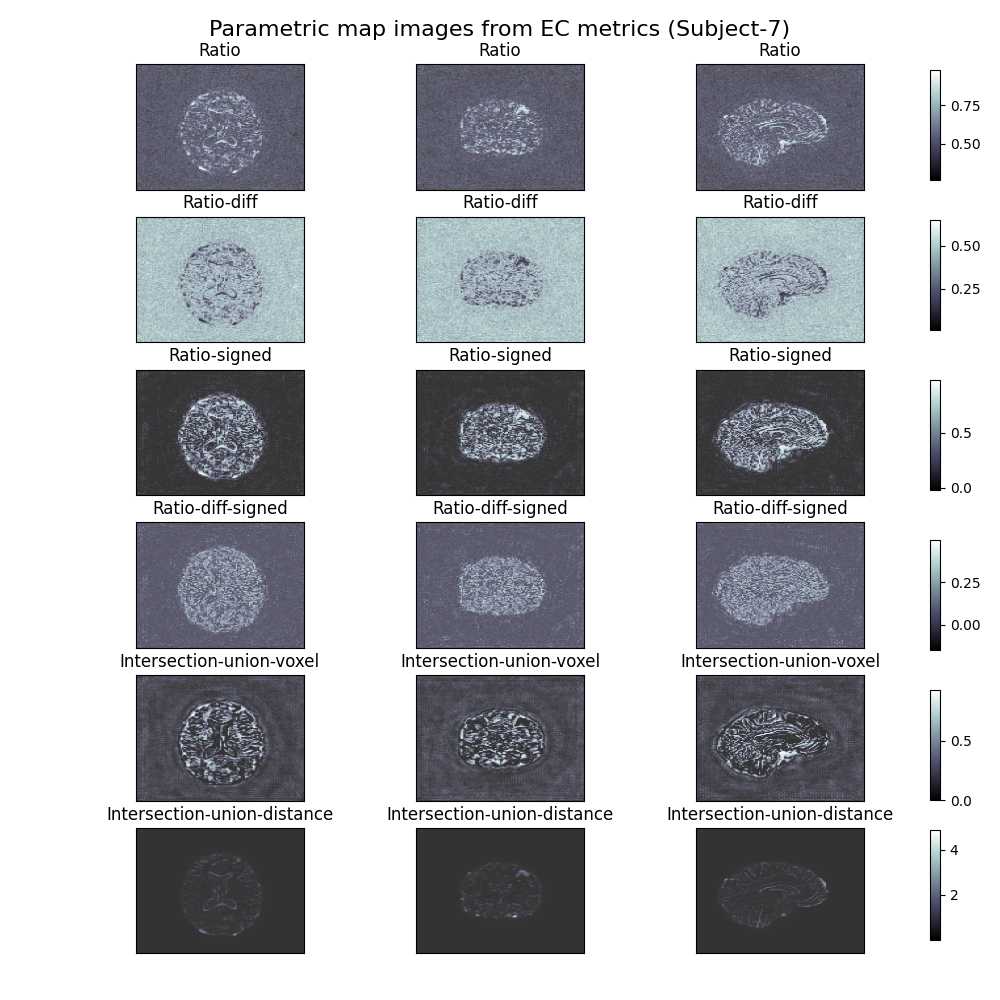 Parametric map images from EC metrics (Subject-7)
Ratio Ratio Ratio
0.75
0.50
Ratio-diff Ratio-diff Ratio-diff
0.50
0.25
Ratio-signed Ratio-signed Ratio-signed
0.5
0.0
Ratio-diff-signed Ratio-diff-signed Ratio-diff-signed
0.25
0.00
Intersection-union-voxel Intersection-union-voxel Intersection-union-voxel
0.5
0.0
Intersection-union-distance Intersection-union-distance Intersection-union-distance
4
2